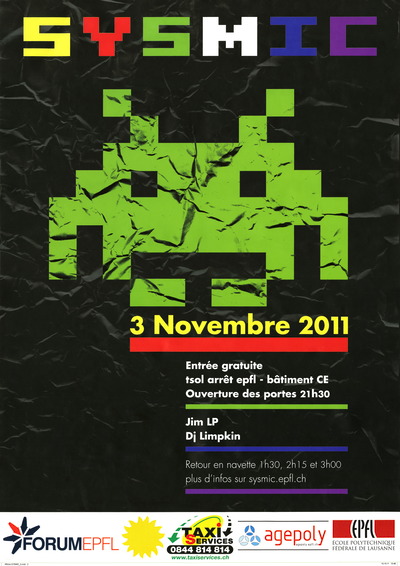 SYSMIC
3 Novembre 2011
Entrée gratuite
tsol arrêt epfl - bâtiment CE
Ouverture des portes 21h30
Jim LP
Dj Limpkin
Retour en navette 1h30, 2h15 et 3h00
plus d'infos sur sysmic.epfl.ch
FORUMEPFL
TAXI
SERVICES
0844 814 814
www.taxiservices.ch
agepoly
EPFL
ECOLE POLYTECHNIQUE
FÉDÉRALE DE LAUSANNE